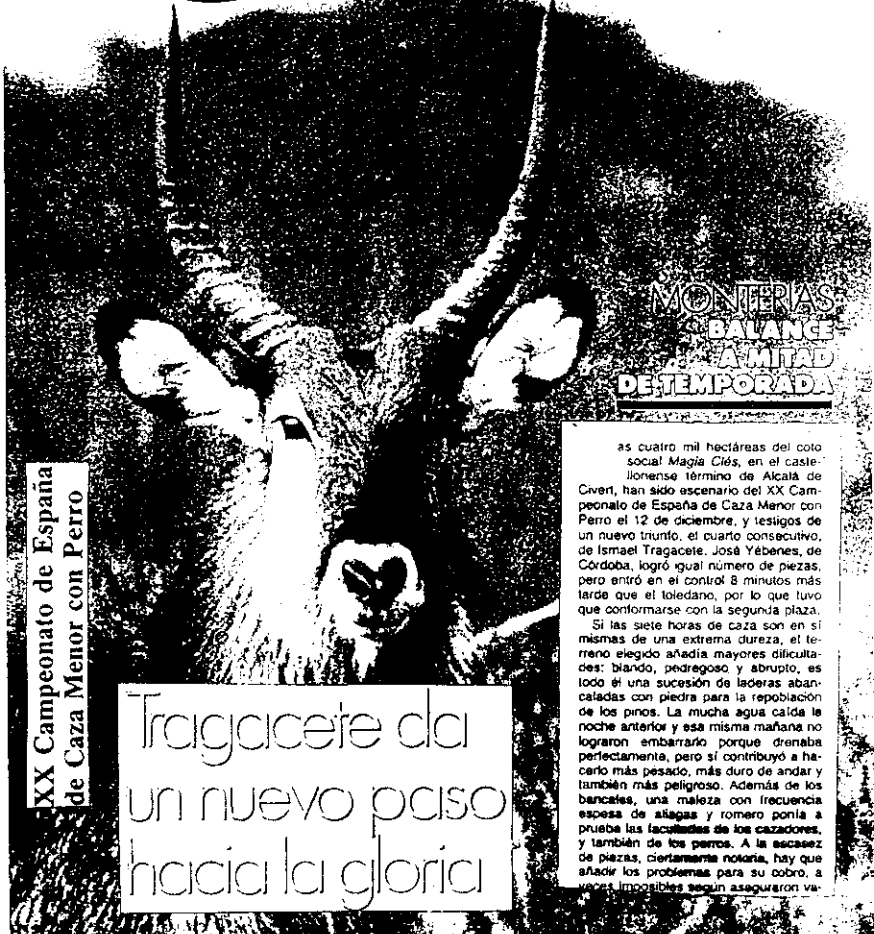 XX Campeonato de España
de Caza Menor con Perro
Tragacete da
un nuevo paso
hacia la gloria
MONTERIAS
BALANCE
A MITAD
DE TEMPORADA
as cuatro mil hectáreas del coto
social Magia Clés, en el caste-
llonense término de Alcalá de
Civert, han sido escenario del XX Cam-
peonato de España de Caza Menor con
Perro el 12 de diciembre, y testigos de
un nuevo triunfo, el cuarto consecutivo,
de Ismael Tragacete. José Yébenes, de
Córdoba, logró igual número de piezas,
pero entró en el control 8 minutos más
tarde que el toledano, por lo que tuvo
que conformarse con la segunda plaza.
Si las siete horas de caza son en sí
mismas de una extrema dureza, el te-
rreno elegido añadía mayores dificulta-
des: blando, pedregoso y abrupto, es
todo él una sucesión de laderas aban-
caladas con piedra para la repoblación
de los pinos. La mucha agua caída la
noche anterior y esa misma mañana no
lograron embarrarlo porque drenaba
perfectamente, pero sí contribuyó a ha-
cerlo más pesado, más duro de andar y
también más peligroso. Además de los
bancales, una maleza con frecuencia
espesa de aliagas y romero ponía a
prueba las facultades de los cazadores,
y también de los perros. A la escasez
de piezas, ciertamente notoria, hay que
añadir los problemas para su cobro, a
veces imposibles según aseguraron va-